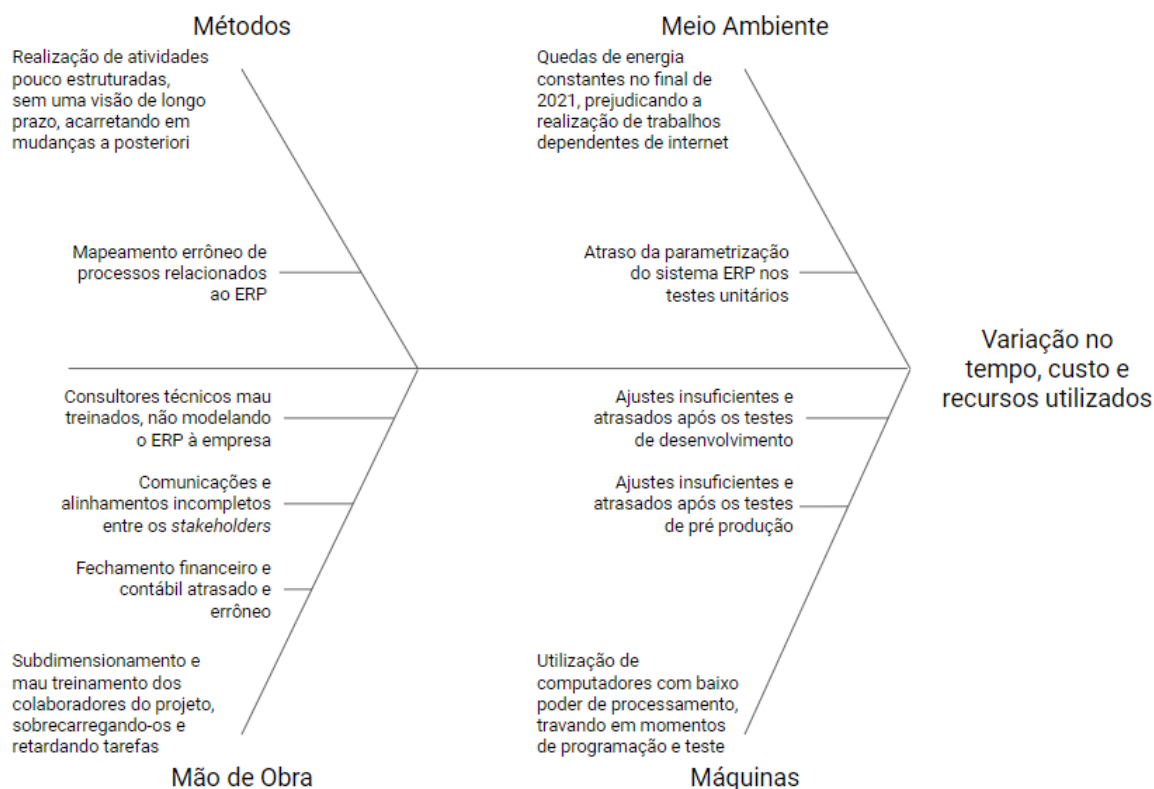 Métodos
Realização de atividades
pouco estruturadas,
sem uma visão de longo
prazo, acarretando em
mudanças a posteriori
Mapeamento errôneo de
processos relacionados
ao ERP
Meio Ambiente
Quedas de energia
constantes no final de
2021, prejudicando a
realização de trabalhos
dependentes de internet
Atraso da parametrização
do sistema ERP nos
testes unitários
Variação no
tempo, custo e
recursos utilizados
Consultores técnicos mau
treinados, não modelando
o ERP à empresa
Comunicações e
alinhamentos incompletos
entre os stakeholders
Fechamento financeiro e
contábil atrasado e
errôneo
Subdimensionamento e
mau treinamento dos
colaboradores do projeto,
sobrecarregando-os e
retardando tarefas
Mão de Obra
Ajustes insuficientes e
atrasados após os testes
de desenvolvimento
Ajustes insuficientes e
atrasados após os testes
de pré produção
Utilização de
computadores com baixo
poder de processamento,
travando em momentos
de programação e teste
Máquinas